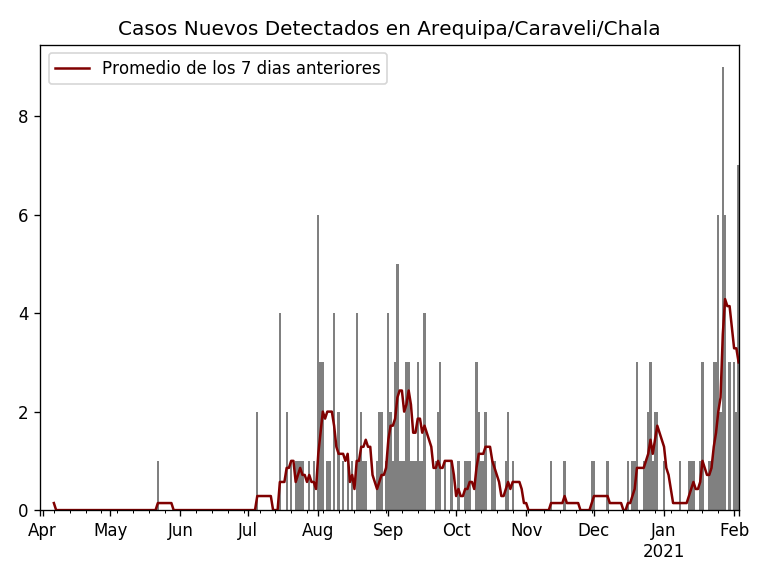 Casos Nuevos Detectados en Arequipa/Caraveli/Chala
Promedio de los 7 dias anteriores
8
6
4
2
0
Apr May Jun Jul Aug Sep Oct Nov Dec Jan Feb
2021